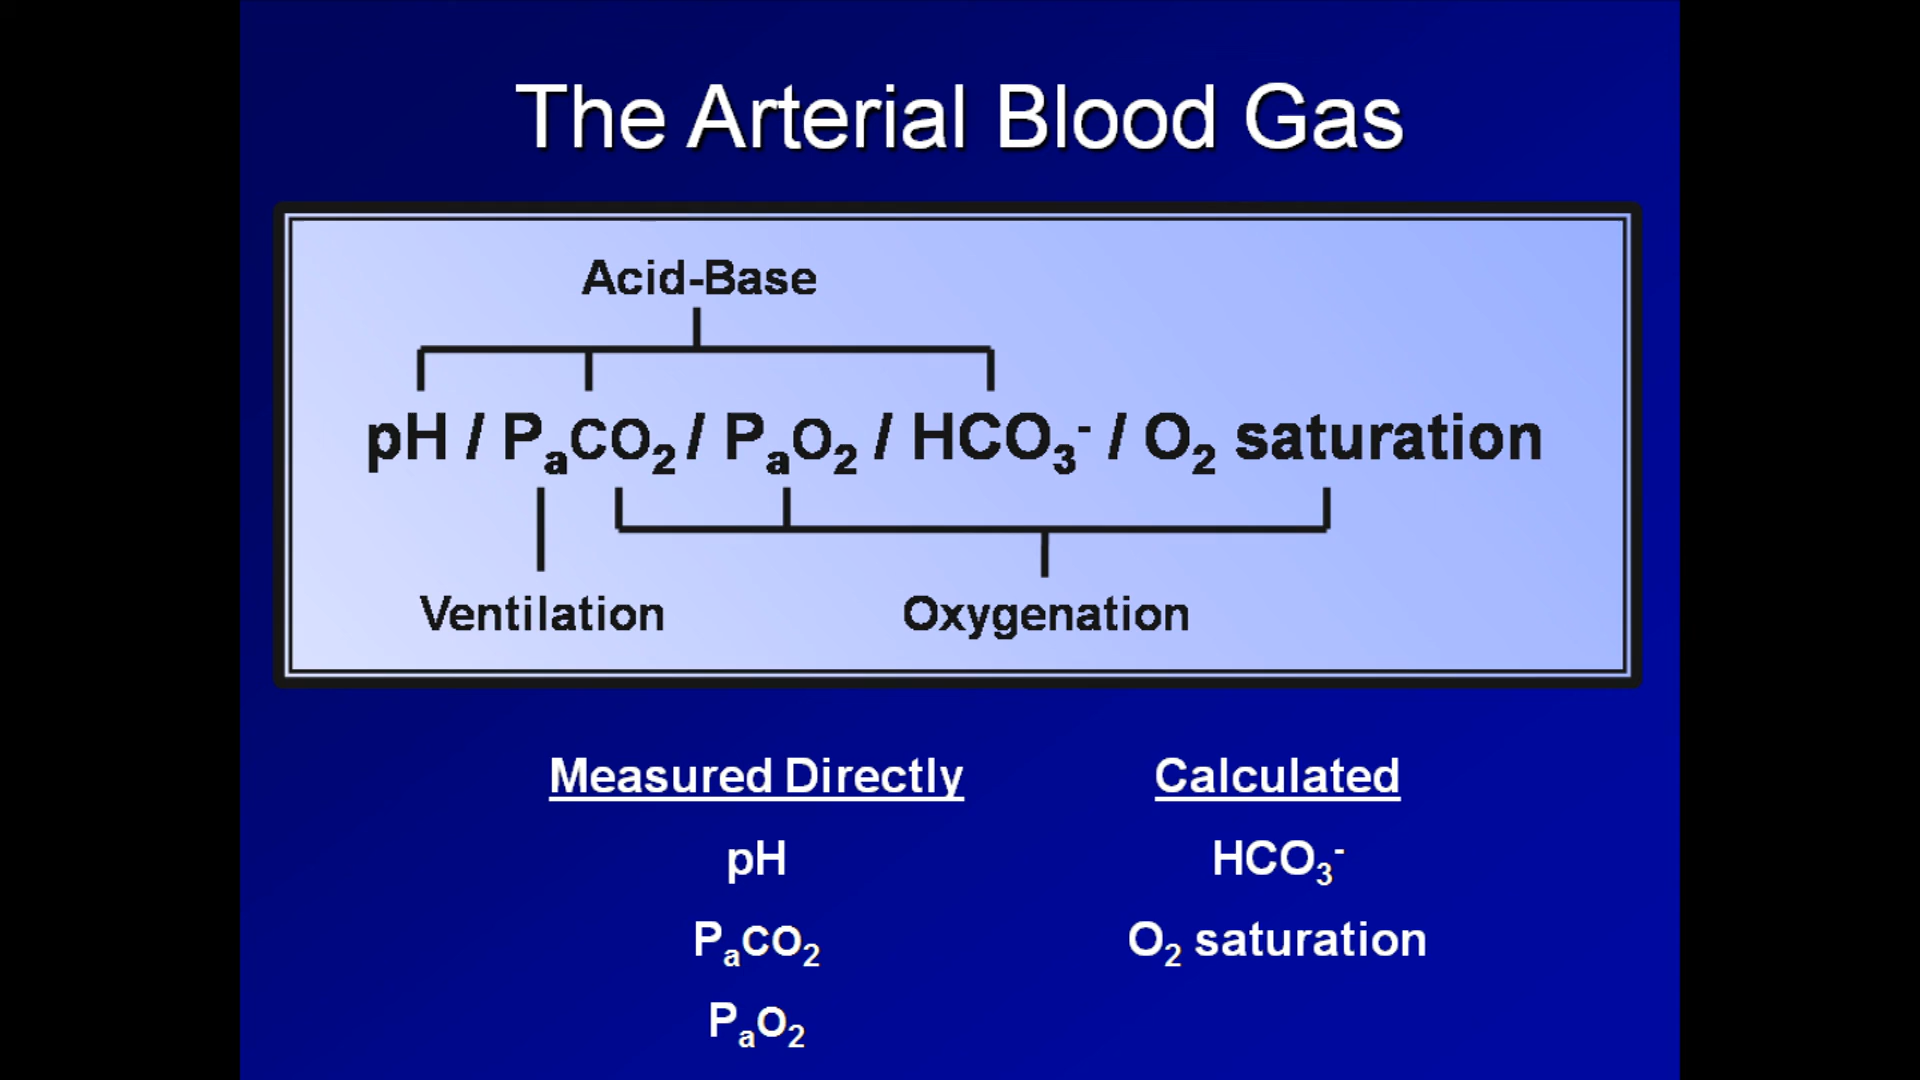 The Arterial Blood Gas
Acid-Base
pH / PₐCO₂ / PₐO₂ / HCO₃⁻ / O₂ saturation
Ventilation Oxygenation
Measured Directly Calculated
pH HCO₃⁻
PₐCO₂ O₂ saturation
PₐO₂